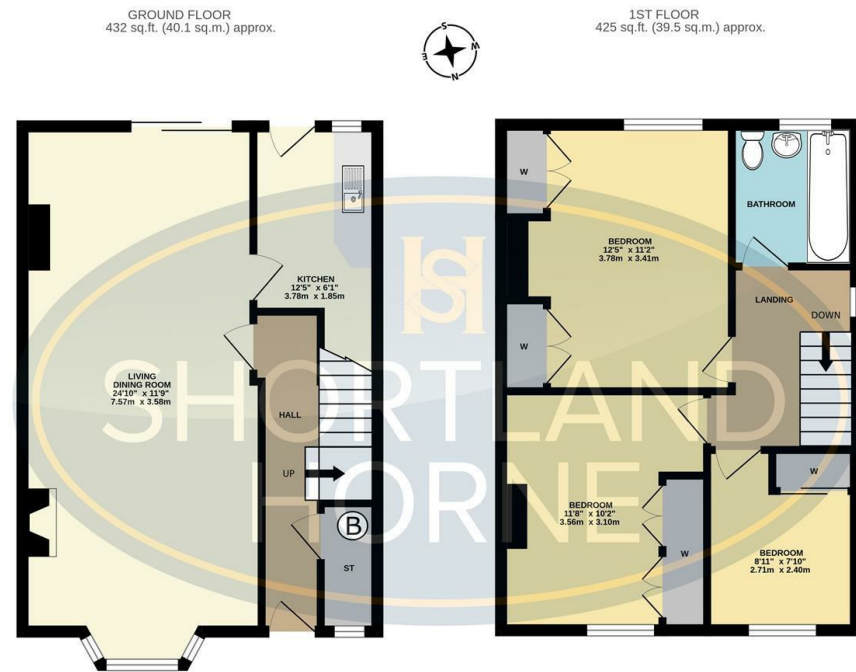 GROUND FLOOR
432 sq.ft. (40.1 sq.m.) approx.
1ST FLOOR
425 sq.ft. (39.5 sq.m.) approx.
S
W
E
N
KITCHEN
12'5" x 6'1"
3.78m x 1.85m
LIVING
DINING ROOM
24'10" x 11'9"
7.57m x 3.58m
HALL
UP
B
ST
W
BEDROOM
12'5" x 11'2"
3.78m x 3.41m
W
BATHROOM
LANDING
DOWN
BEDROOM
11'8" x 10'2"
3.56m x 3.10m
W
W
BEDROOM
8'11" x 7'10"
2.71m x 2.40m
SH
SHORTLAND
HORNE